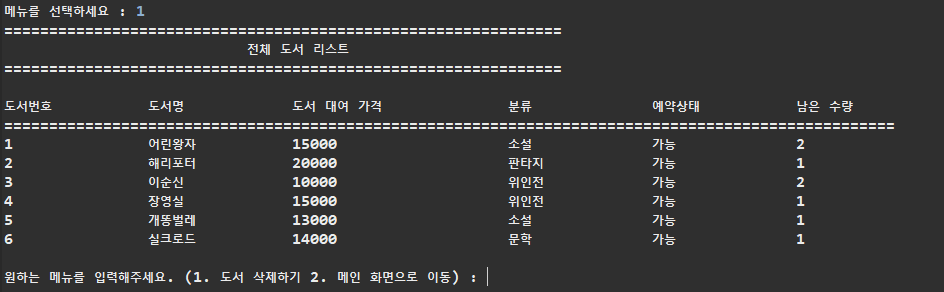 메뉴를 선택하세요 : 1
==============================================================
전체 도서 리스트
==============================================================
도서번호 도서명 도서 대여 가격 분류 예약상태 남은 수량
===================================================================================================
1 어린왕자 15000 소설 가능 2
2 해리포터 20000 판타지 가능 1
3 이순신 10000 위인전 가능 2
4 장영실 15000 위인전 가능 1
5 개똥벌레 13000 소설 가능 1
6 실크로드 14000 문학 가능 1
원하는 메뉴를 입력해주세요. (1. 도서 삭제하기 2. 메인 화면으로 이동) :